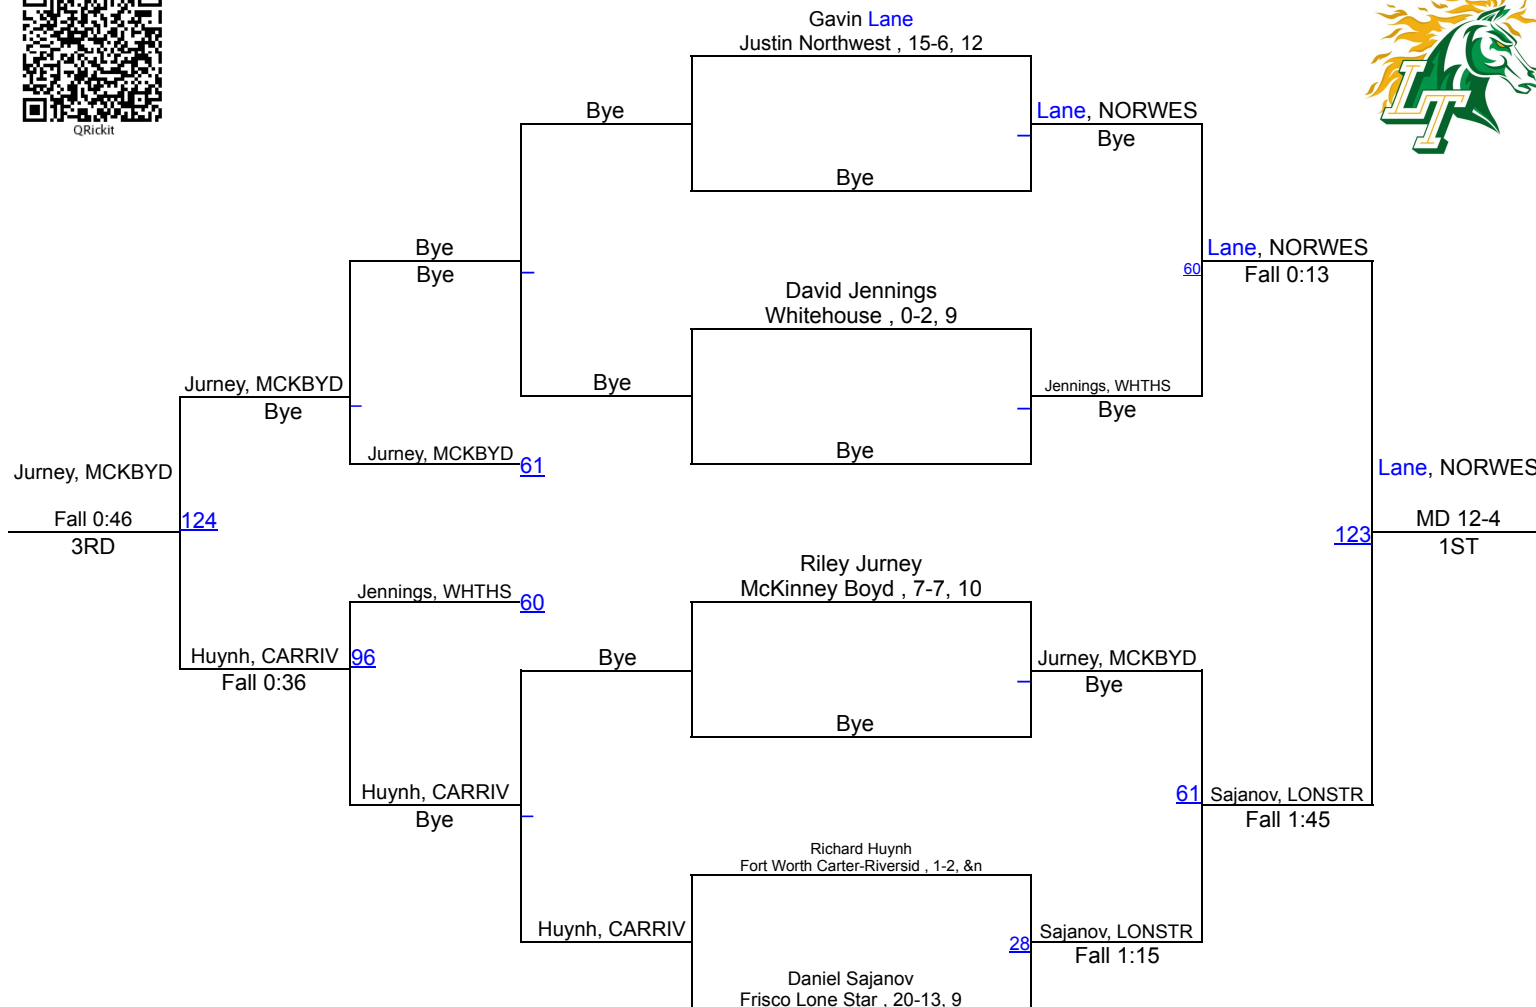 Gavin Lane
Justin Northwest , 15-6, 12
LT
QRickit
Bye
Lane, NORWES
Bye
Bye
Bye
Bye
Lane, NORWES
60
Fall 0:13
David Jennings
Whitehouse , 0-2, 9
Jurney, MCKBYD
Bye
Bye
Jennings, WHTHS
Bye
Jurney, MCKBYD
61
Bye
Jurney, MCKBYD
Lane, NORWES
Fall 0:46
124
3RD
MD 12-4
123
1ST
Riley Jurney
McKinney Boyd , 7-7, 10
Jennings, WHTHS
60
Huynh, CARRIV
96
Fall 0:36
Bye
Jurney, MCKBYD
Bye
Bye
Huynh, CARRIV
Bye
61
Sajanov, LONSTR
Fall 1:45
Richard Huynh
Fort Worth Carter-Riversid , 1-2, &n
Huynh, CARRIV
28
Sajanov, LONSTR
Fall 1:15
Daniel Sajanov
Frisco Lone Star , 20-13, 9